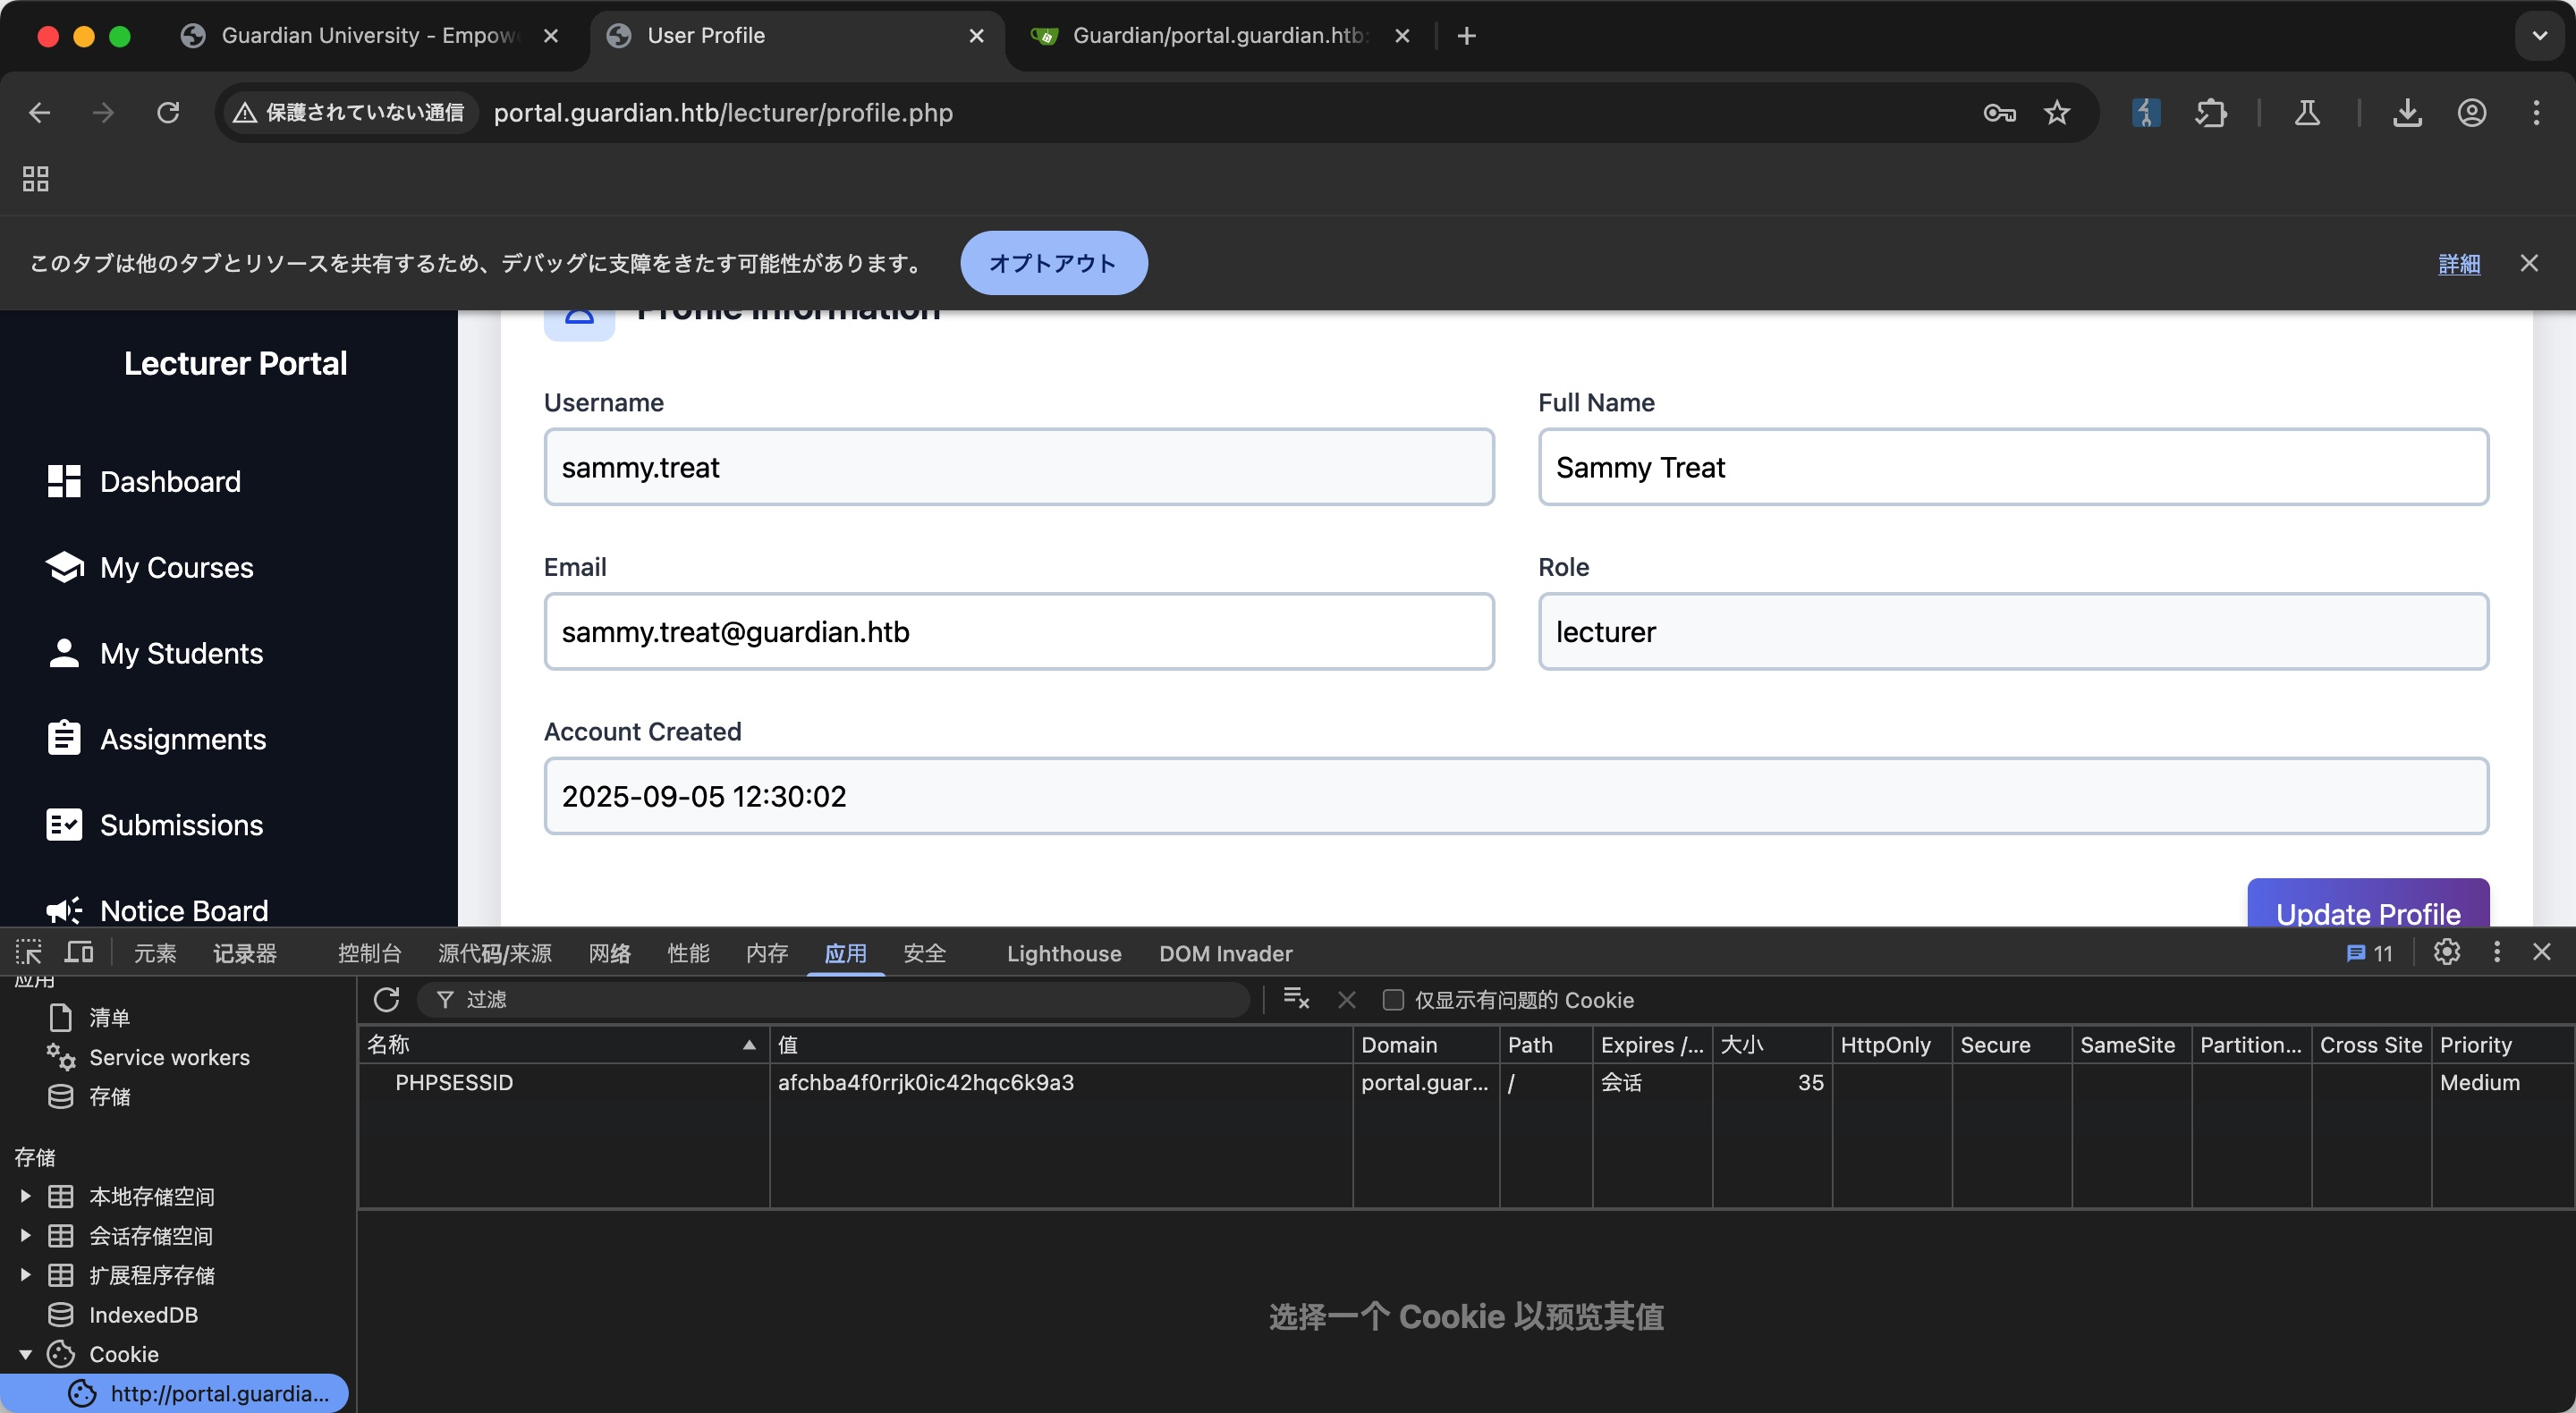 Guardian University - Empow
User Profile
Guardian/portal.guardian.htb:
保護されていない通信
portal.guardian.htb/lecturer/profile.php
このタブは他のタブとリソースを共有するため、デバッグに支障をきたす可能性があります。
オプトアウト
詳細
Lecturer Portal
Dashboard
My Courses
My Students
Assignments
Submissions
Notice Board
Profile Information
Username
sammy.treat
Full Name
Sammy Treat
Email
sammy.treat@guardian.htb
Role
lecturer
Account Created
2025-09-05 12:30:02
Update Profile
元素
记录器
控制台
源代码/来源
网络
性能
内存
应用
安全
Lighthouse
DOM Invader
11
应用
清单
Service workers
存储
存储
本地存储空间
会话存储空间
扩展程序存储
IndexedDB
Cookie
http://portal.guardia...
过滤
仅显示有问题的 Cookie
名称 值 Domain Path Expires /... 大小 HttpOnly Secure SameSite Partition... Cross Site Priority
PHPSESSID afchba4f0rrjk0ic42hqc6k9a3 portal.guar... / 会话 35 Medium
选择一个 Cookie 以预览其值